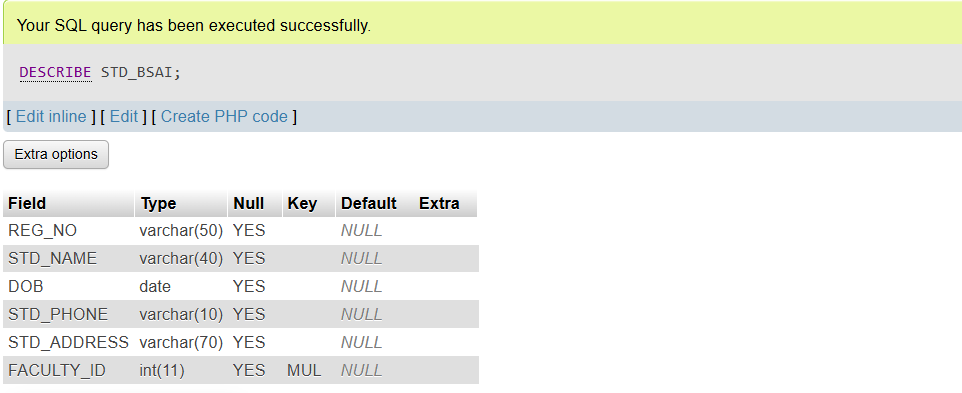 Your SQL query has been executed successfully.
DESCRIBE STD_BSAI;
[ Edit inline ] [ Edit ] [ Create PHP code ]
Extra options
Field Type Null Key Default Extra
REG_NO varchar(50) YES NULL
STD_NAME varchar(40) YES NULL
DOB date YES NULL
STD_PHONE varchar(10) YES NULL
STD_ADDRESS varchar(70) YES NULL
FACULTY_ID int(11) YES MUL NULL